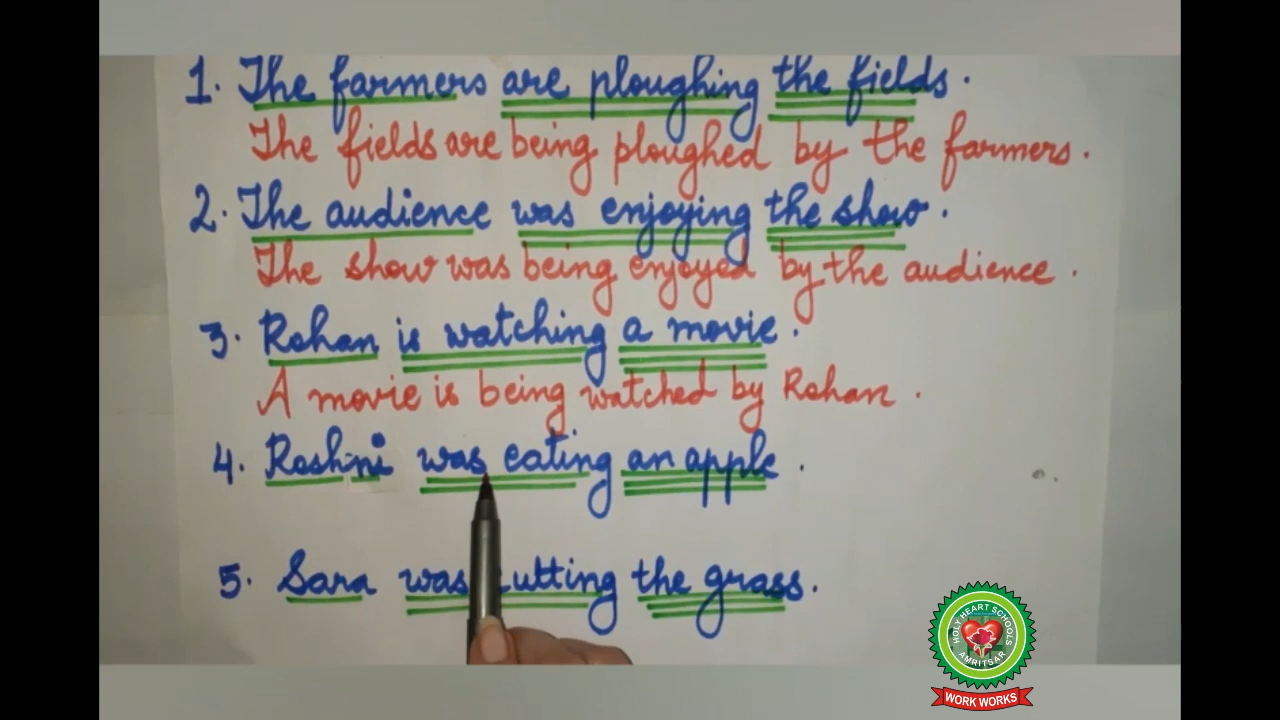 1. The farmers are ploughing the fields.
The fields are being ploughed by the farmers.
2. The audience was enjoying the show.
The show was being enjoyed by the audience.
3. Rohan is watching a movie.
A movie is being watched by Rohan.
4. Roshni was eating an apple.
5. Sara was cutting the grass.
HOLY HEART SCHOOLS
AMRITSAR
WORK WORKS